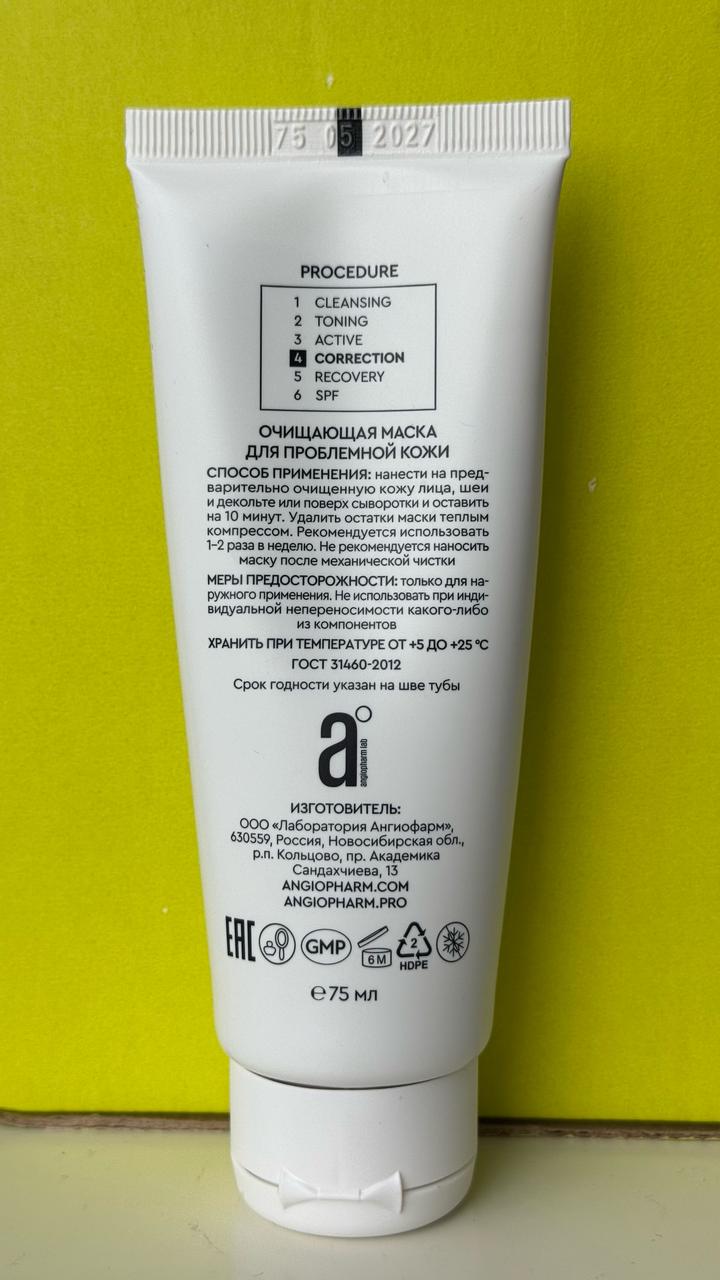 75 05 2027
PROCEDURE
1 CLEANSING
2 TONING
3 ACTIVE
4 CORRECTION
5 RECOVERY
6 SPF
ОЧИЩАЮЩАЯ МАСКА
ДЛЯ ПРОБЛЕМНОЙ КОЖИ
СПОСОБ ПРИМЕНЕНИЯ: нанести на пред-
варительно очищенную кожу лица, шеи
и декольте или поверх сыворотки и оставить
на 10 минут. Удалить остатки маски теплым
компрессом. Рекомендуется использовать
1-2 раза в неделю. Не рекомендуется наносить
маску после механической чистки
МЕРЫ ПРЕДОСТОРОЖНОСТИ: только для на-
ружного применения. Не использовать при инди-
видуальной непереносимости какого-либо
из компонентов
ХРАНИТЬ ПРИ ТЕМПЕРАТУРЕ ОТ +5 ДО +25 °C
ГОСТ 31460-2012
Срок годности указан на шве тубы
a
angiopharm lab
ИЗГОТОВИТЕЛЬ:
ООО «Лаборатория Ангиофарм»,
630559, Россия, Новосибирская обл.,
р.п. Кольцово, пр. Академика
Сандахчиева, 13
ANGIOPHARM.COM
ANGIOPHARM.PRO
EAC GMP 6M 2
HDPE
℮75 мл